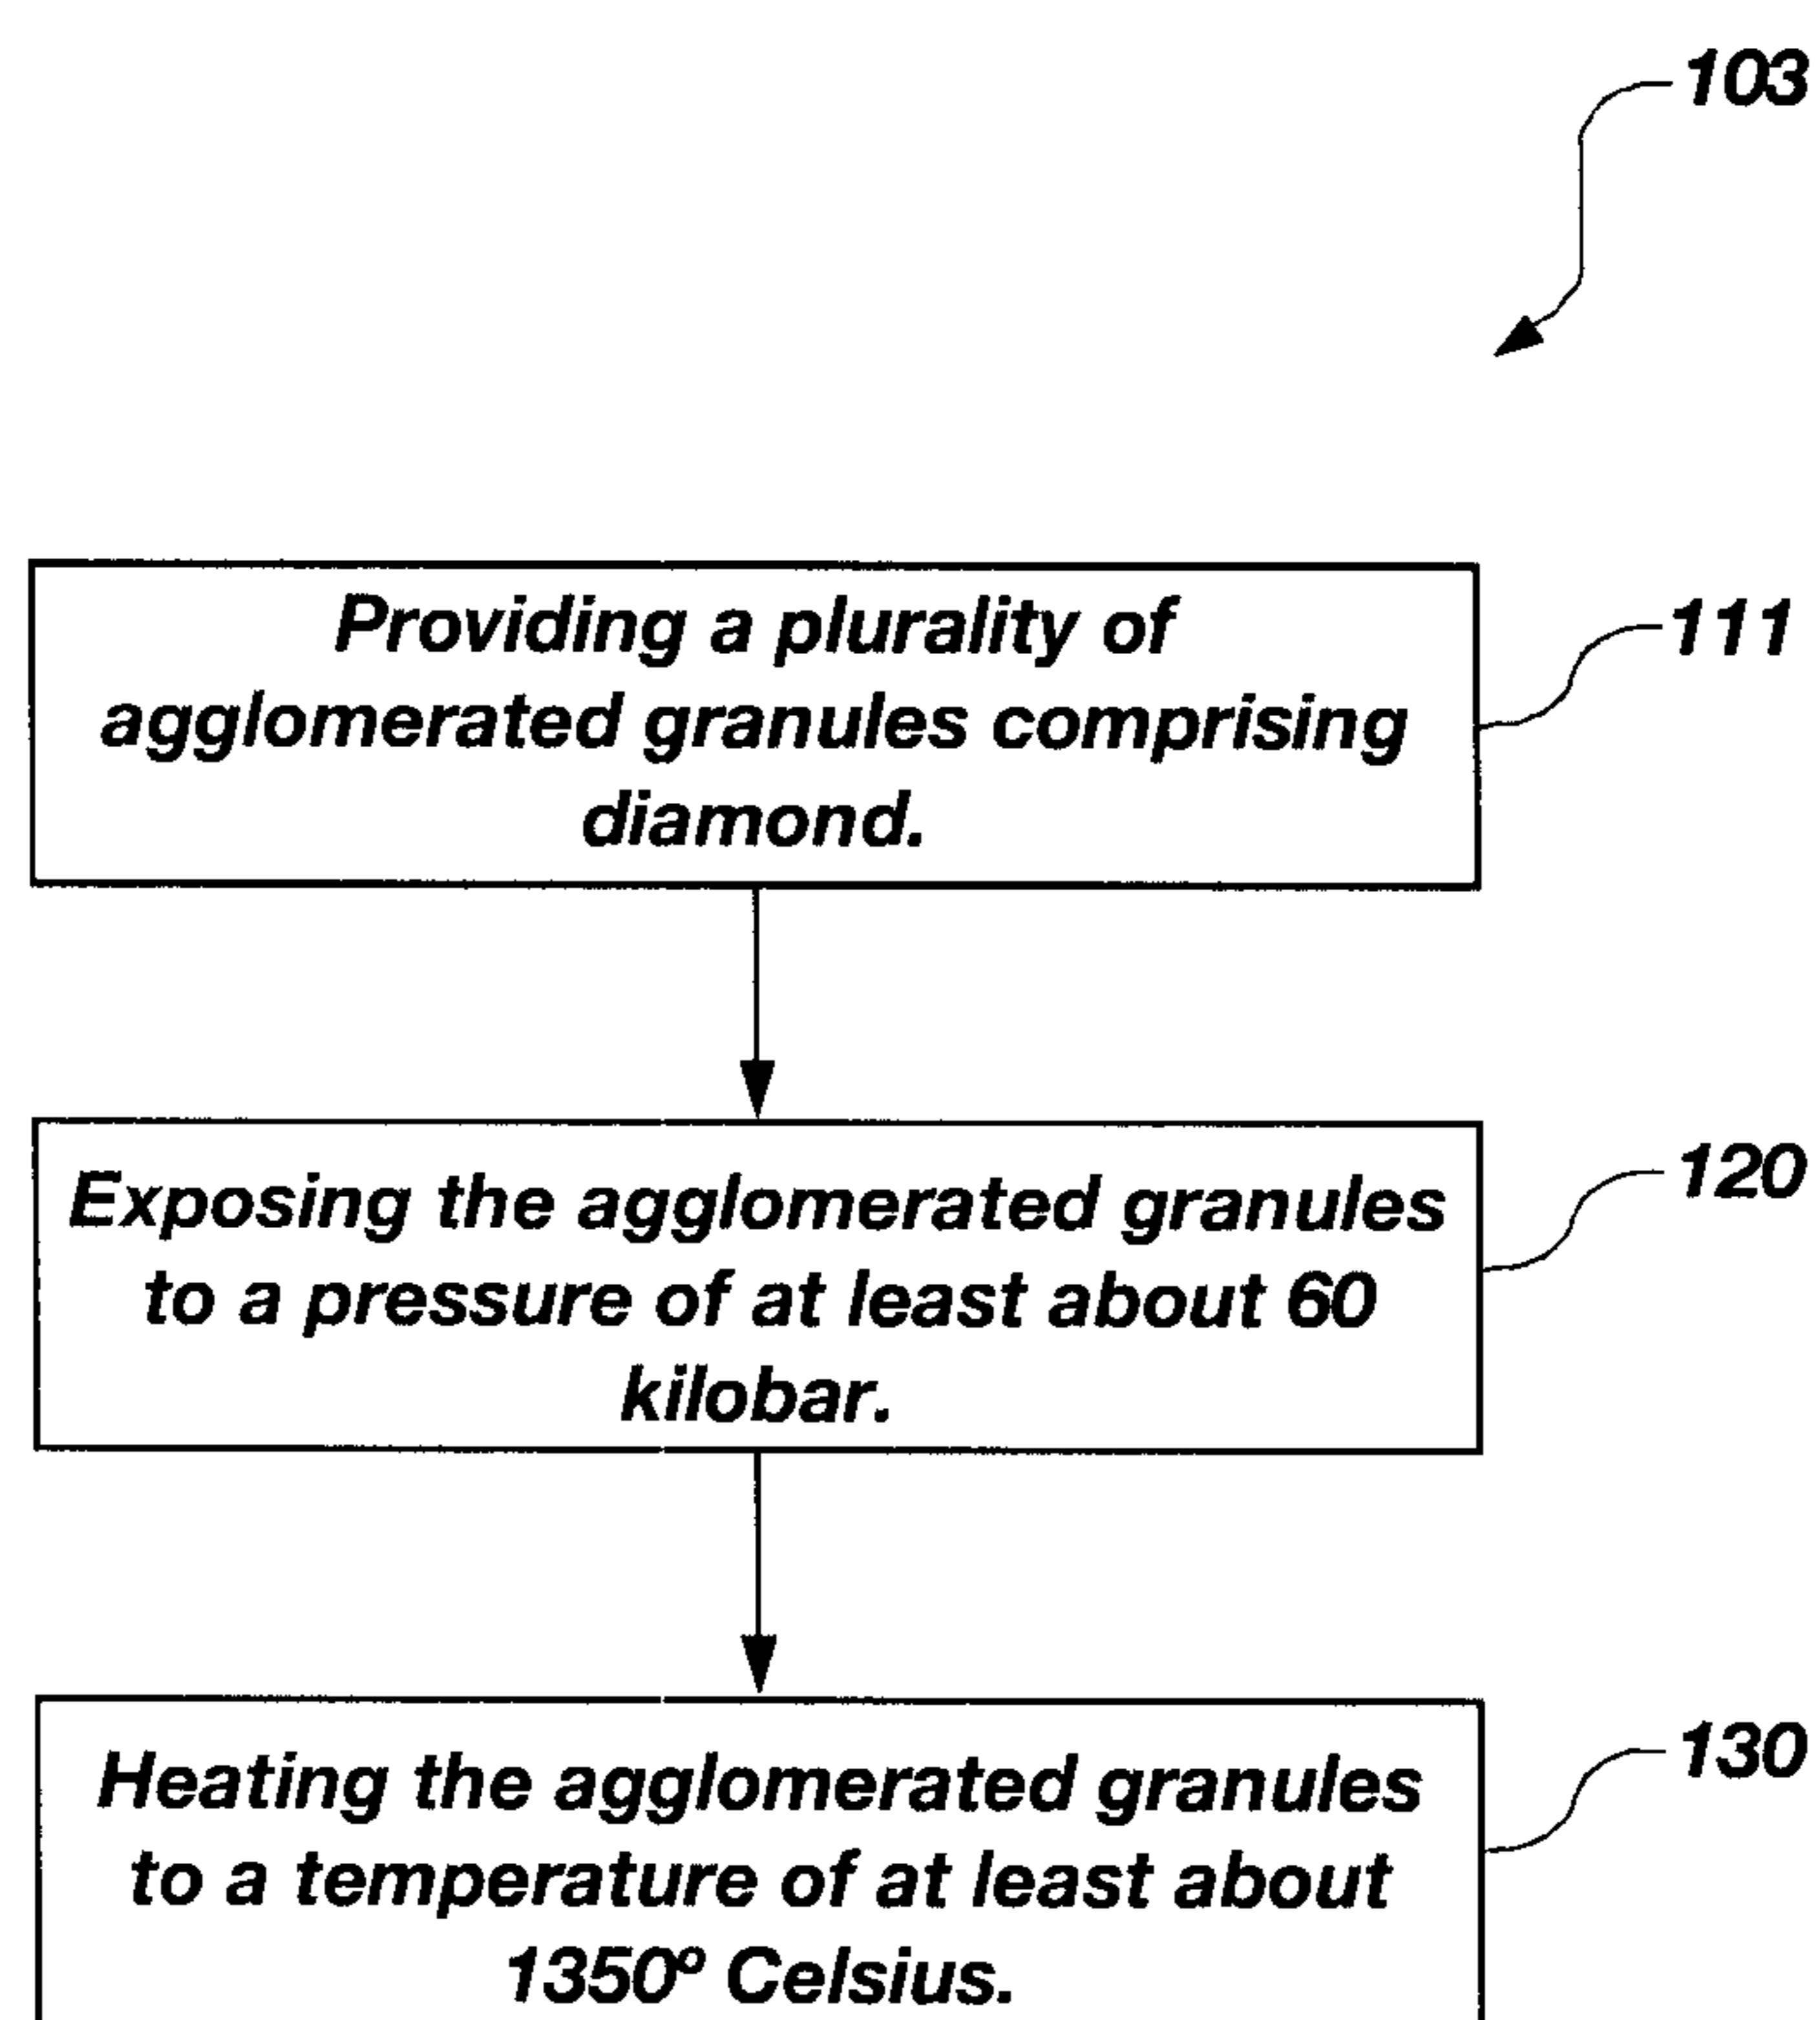 103
Providing a plurality of
agglomerated granules comprising
diamond.
111
Exposing the agglomerated granules
to a pressure of at least about 60
kilobar.
120
Heating the agglomerated granules
to a temperature of at least about
1350º Celsius.
130